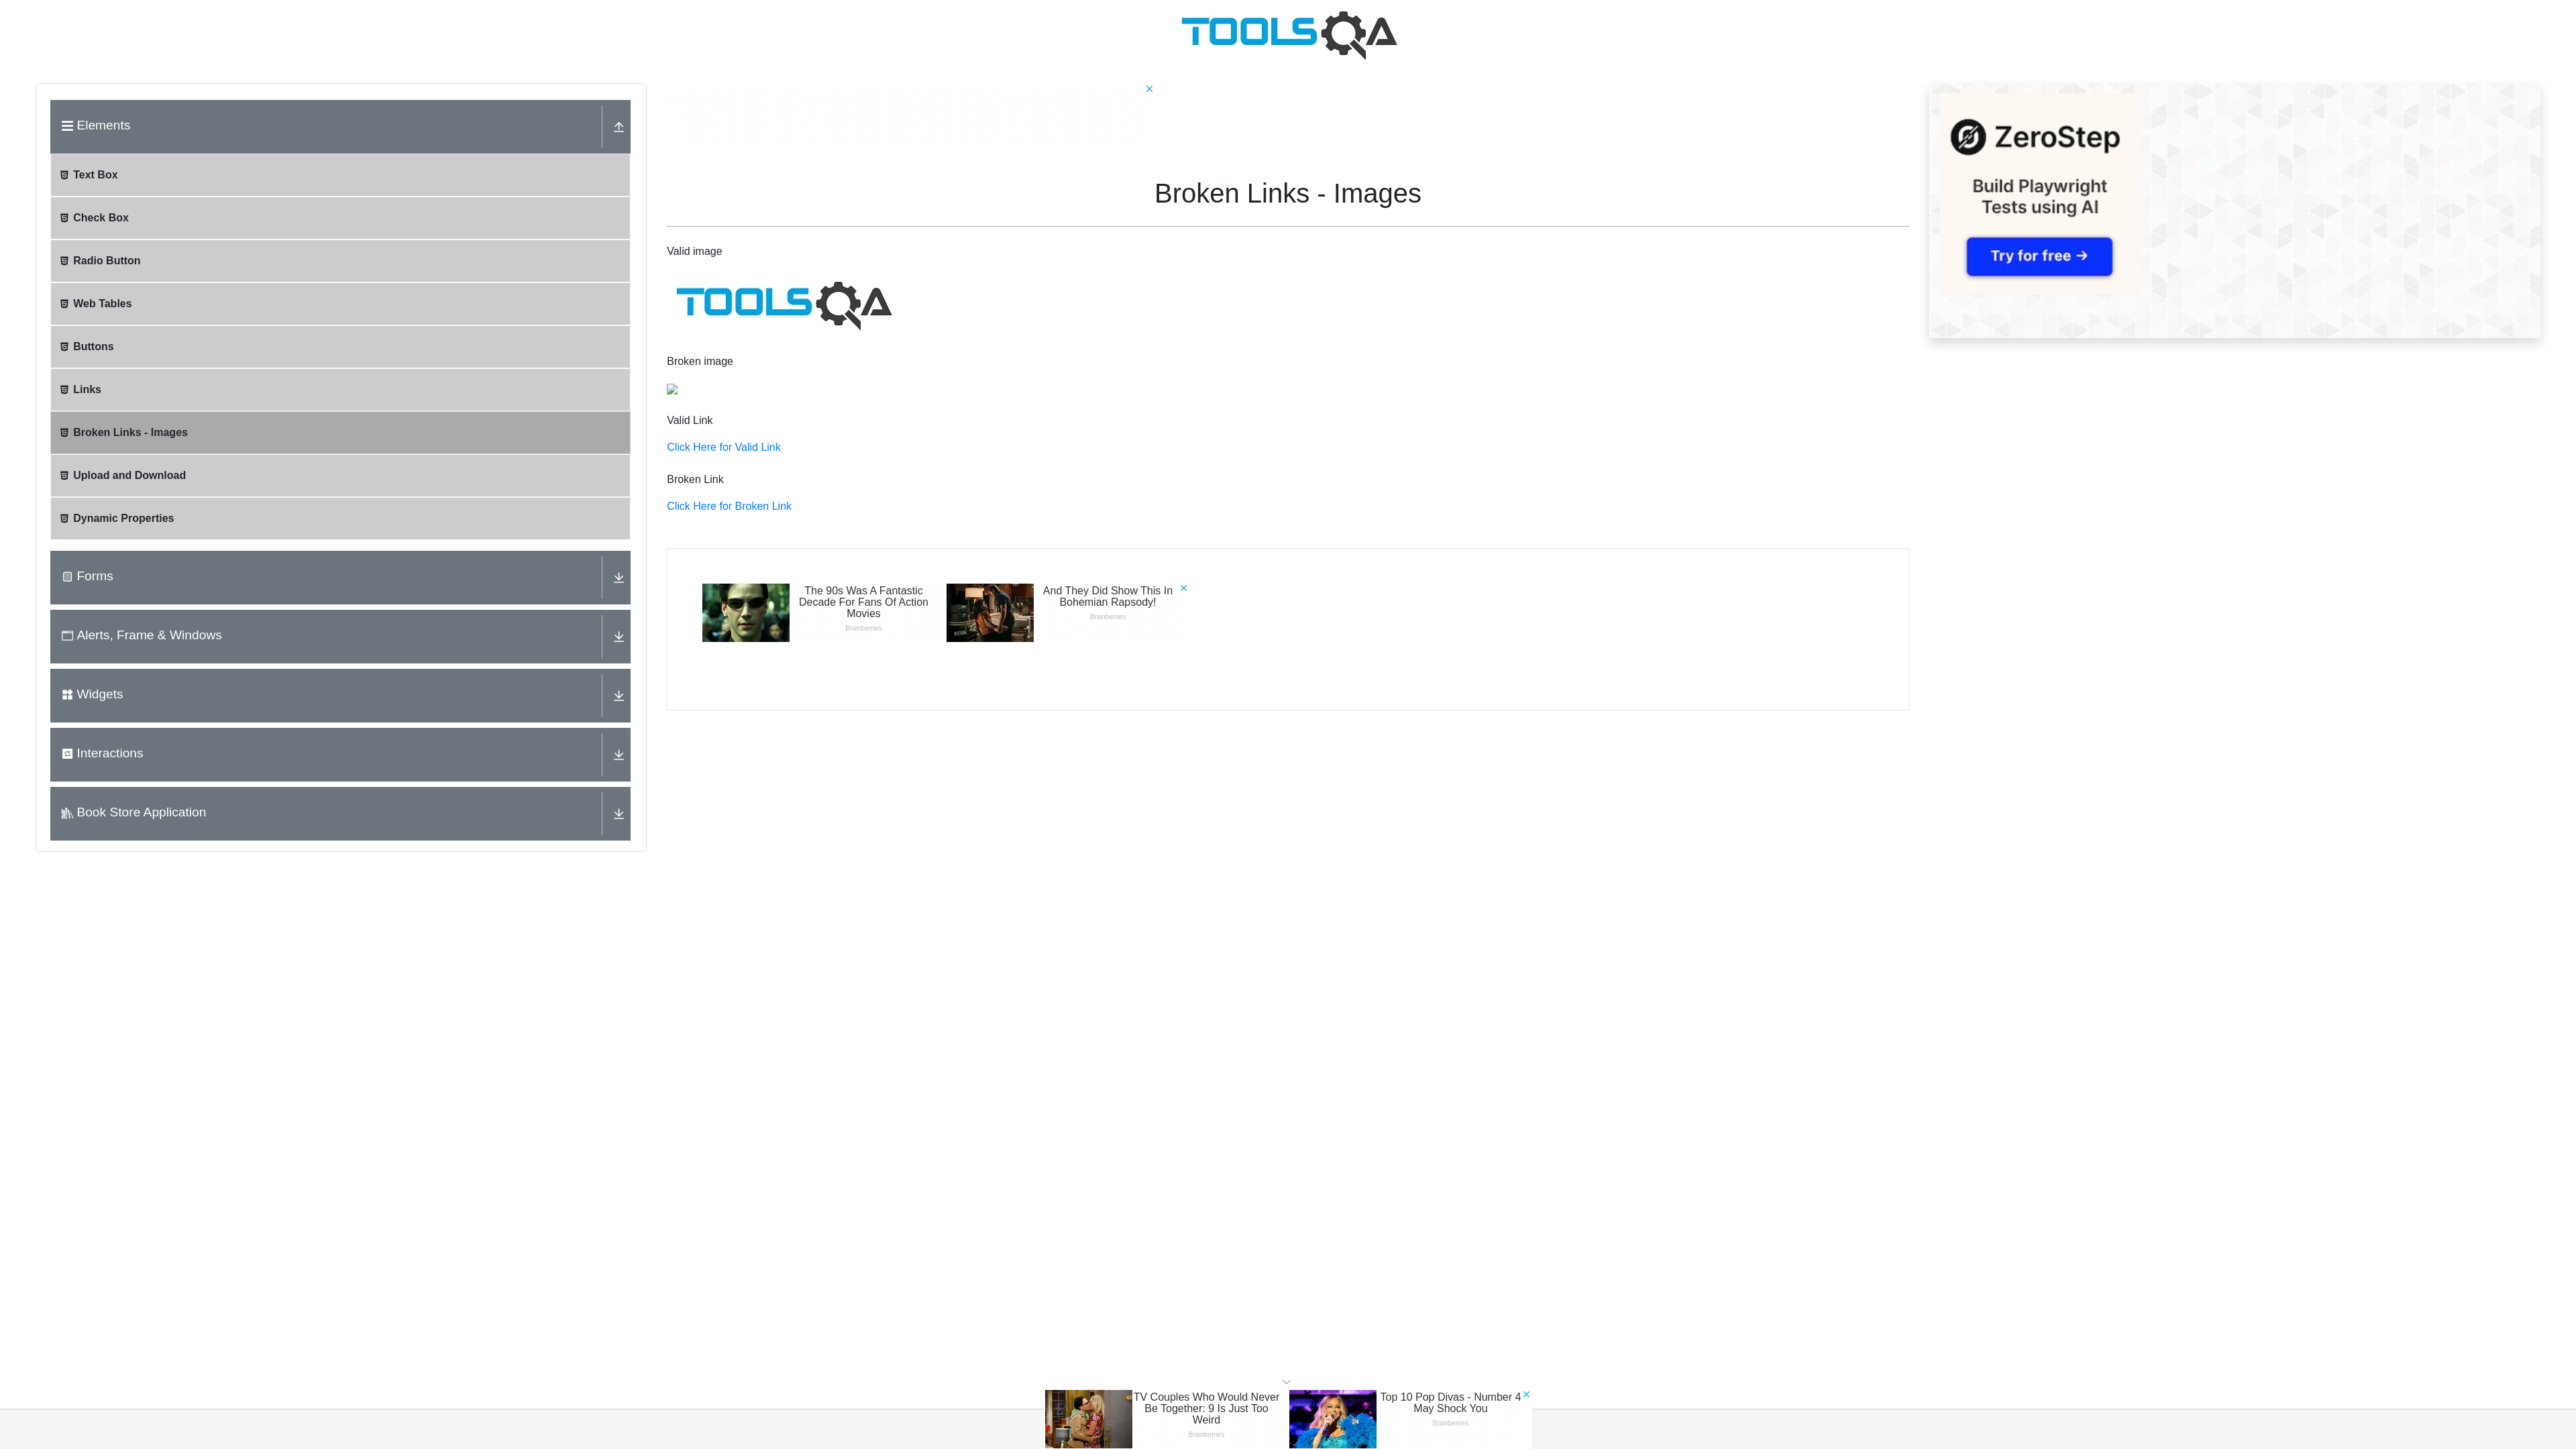 TOOLSQA
Elements
Text Box
Check Box
Radio Button
Web Tables
Buttons
Links
Broken Links - Images
Upload and Download
Dynamic Properties
Forms
Alerts, Frame & Windows
Widgets
Interactions
Book Store Application
Broken Links - Images
Valid image
TOOLSQA
Broken image
Valid Link
Click Here for Valid Link
Broken Link
Click Here for Broken Link
The 90s Was A Fantastic
Decade For Fans Of Action
Movies
Brainberries
And They Did Show This In
Bohemian Rapsody!
Brainberries
ZeroStep
Build Playwright
Tests using AI
Try for free →
TV Couples Who Would Never
Be Together: 9 Is Just Too
Weird
Brainberries
Top 10 Pop Divas - Number 4
May Shock You
Brainberries